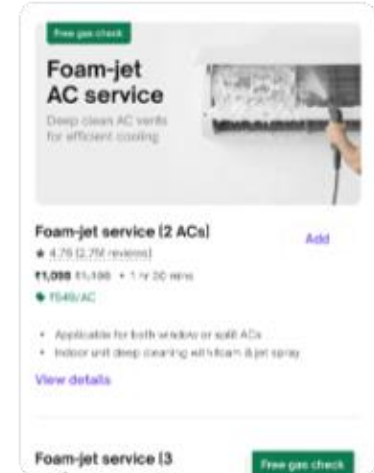 Free gas check
Foam-jet
AC service
Deep clean AC vents
for efficient cooling
Foam-jet service (2 ACs)
Add
4.76 (2.7M reviews)
₹1,098 ₹1,198 • 1 hr 30 mins
₹549/AC
• Applicable for both window or split ACs
• Indoor unit deep cleaning with foam & jet spray
View details
Foam-jet service (3
Free gas check